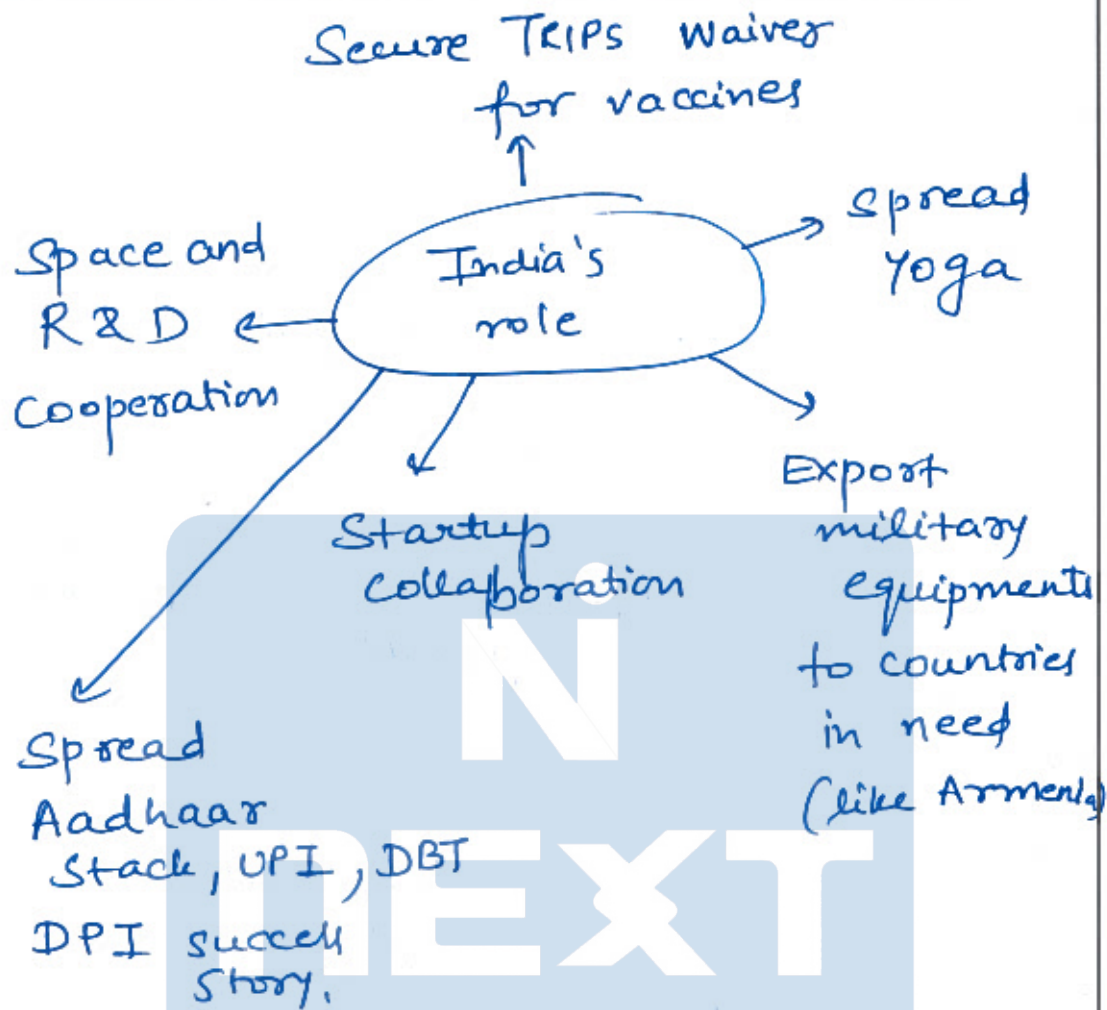 Secure TRIPS Waiver
for vaccines
India's
role
Spread
Yoga
Space and
R & D
Cooperation
Startup
Collaboration
Export
military
equipments
to countries
in need
(like Armenia)
Spread
Aadhaar
Stack, UPI, DBT
DPI success
Story.
N
NEXT